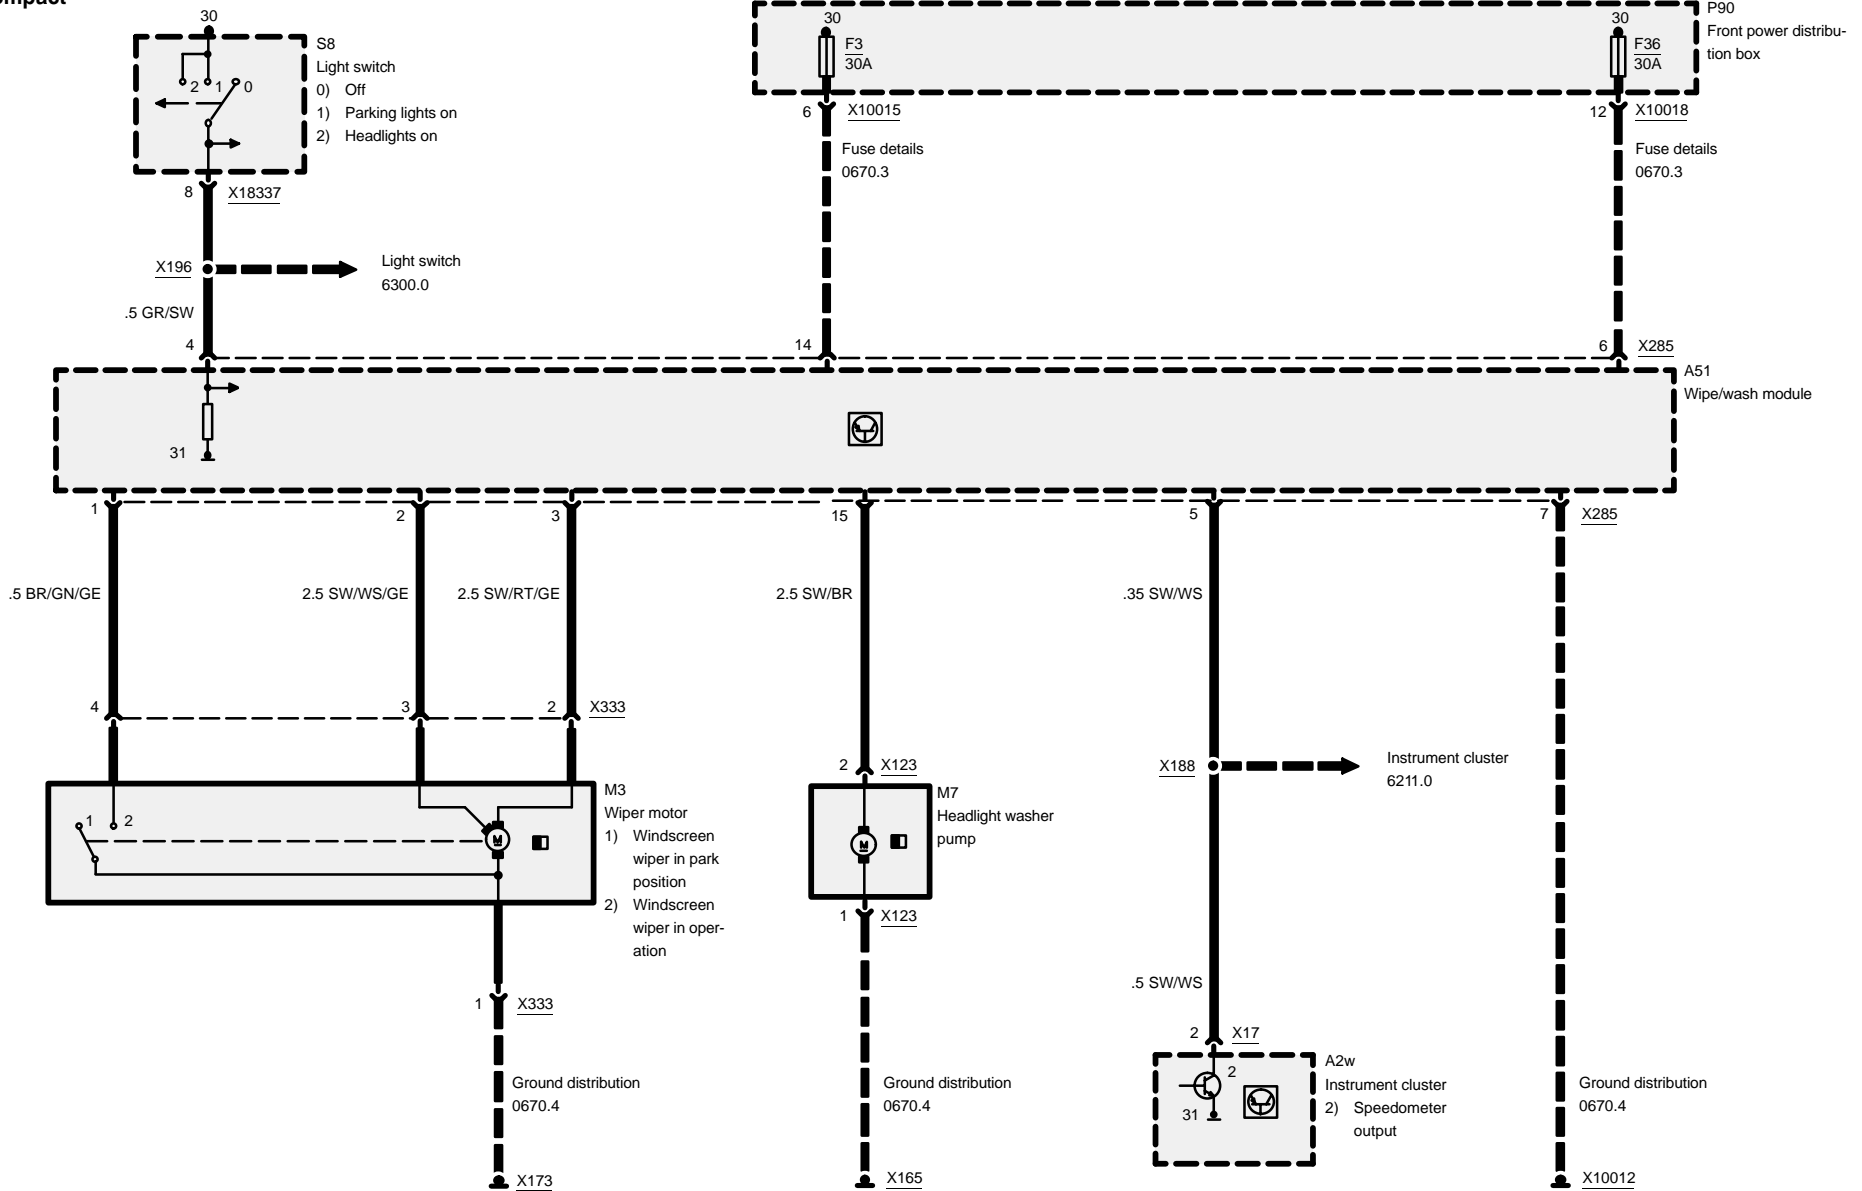 30
S8
Light switch
0) Off
1) Parking lights on
2) Headlights on
2 1 0
8 X18337
X196
Light switch
6300.0
.5 GR/SW
4
30
F3
30A
6 X10015
Fuse details
0670.3
14
30
F36
30A
P90
Front power distribu-
tion box
12 X10018
Fuse details
0670.3
6 X285
A51
Wipe/wash module
31
1
2
3
15
5
7 X285
.5 BR/GN/GE
2.5 SW/WS/GE
2.5 SW/RT/GE
2.5 SW/BR
.35 SW/WS
4
3
2 X333
1 2
M
M3
Wiper motor
1) Windscreen
wiper in park
position
2) Windscreen
wiper in oper-
ation
1 X333
Ground distribution
0670.4
X173
2 X123
M
M7
Headlight washer
pump
1 X123
Ground distribution
0670.4
X165
X188
Instrument cluster
6211.0
.5 SW/WS
2 X17
2
31
A2w
Instrument cluster
2) Speedometer
output
Ground distribution
0670.4
X10012